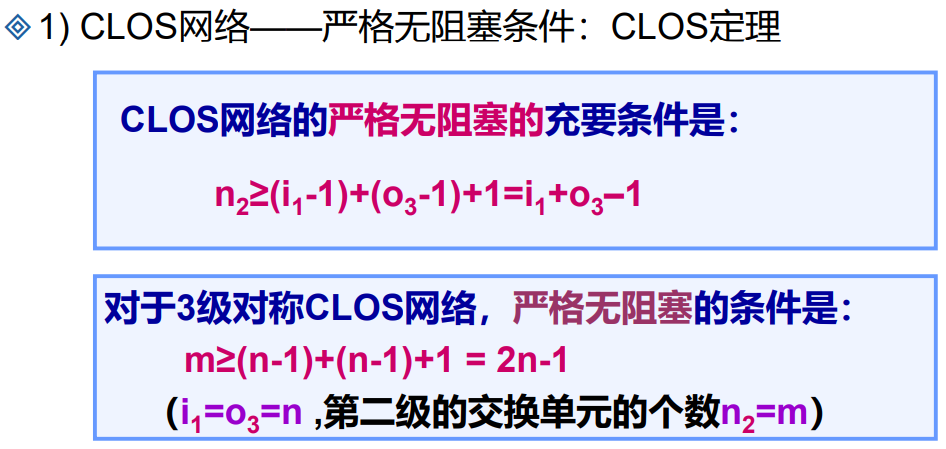 1) CLOS网络——严格无阻塞条件：CLOS定理
CLOS网络的严格无阻塞的充要条件是：
n₂≥(i₁-1)+(o₃-1)+1=i₁+o₃–1
对于3级对称CLOS网络，严格无阻塞的条件是：
m≥(n-1)+(n-1)+1 = 2n-1
（i₁=o₃=n ,第二级的交换单元的个数n₂=m）